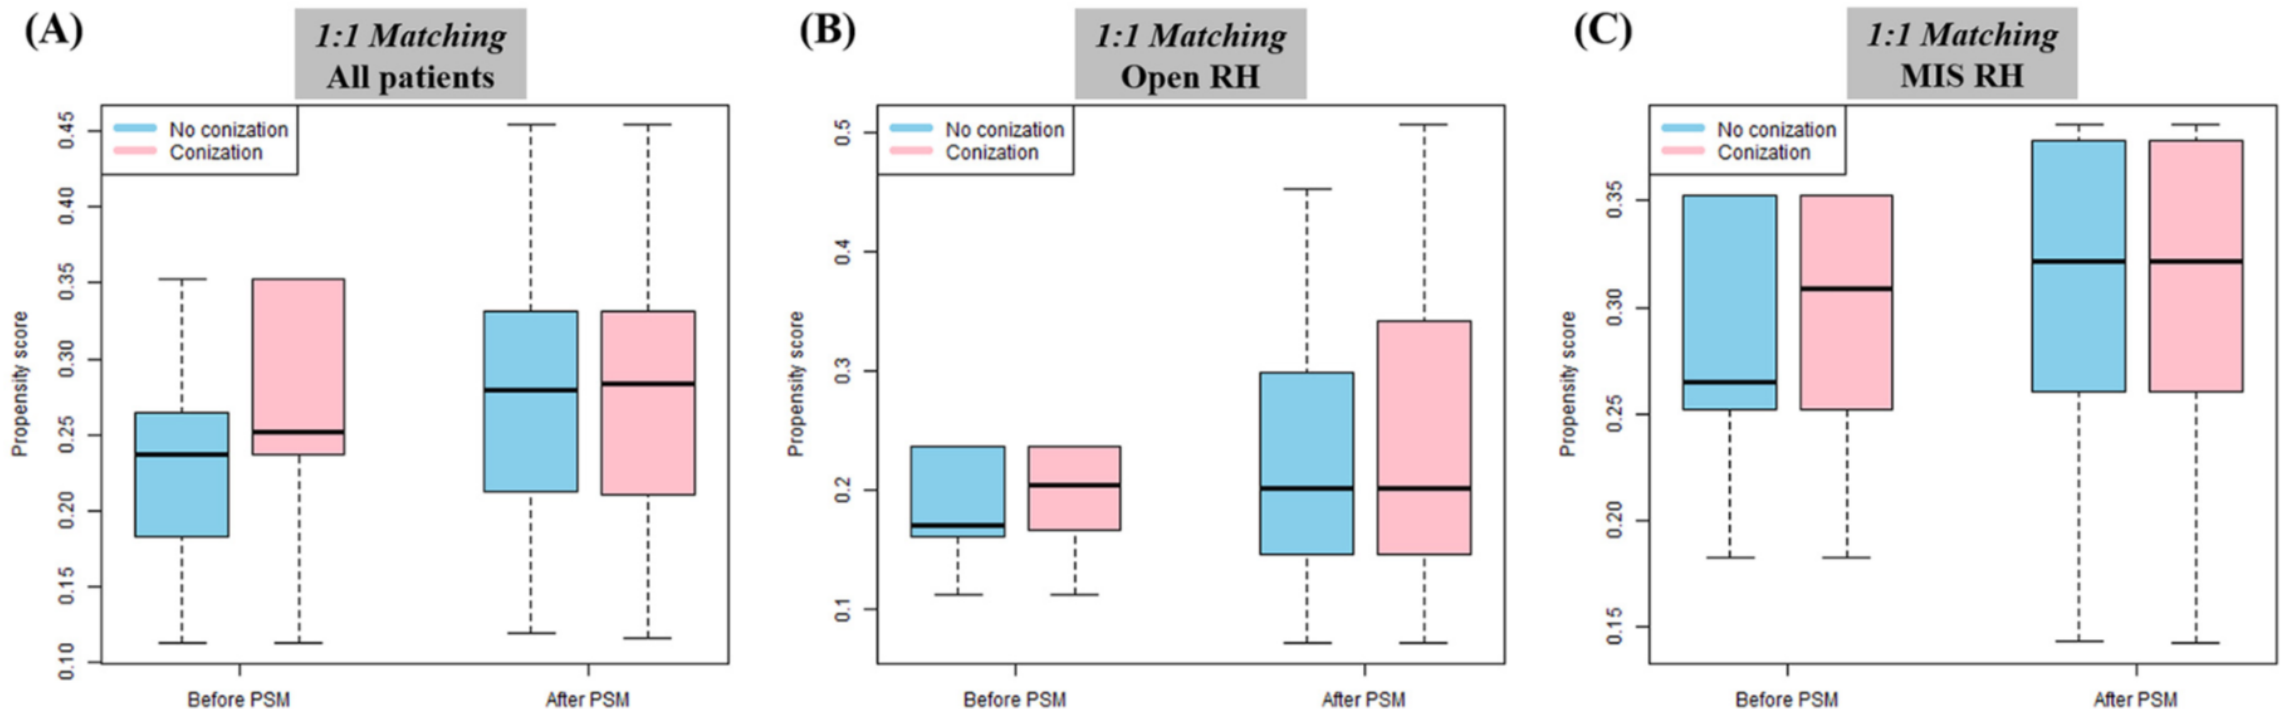 (A)
1:1 Matching
All patients
No conization
Conization
Propensity score
0.45
0.40
0.35
0.30
0.25
0.20
0.15
0.10
Before PSM
After PSM
(B)
1:1 Matching
Open RH
No conization
Conization
Propensity score
0.5
0.4
0.3
0.2
0.1
Before PSM
After PSM
(C)
1:1 Matching
MIS RH
No conization
Conization
Propensity score
0.35
0.30
0.25
0.20
0.15
Before PSM
After PSM